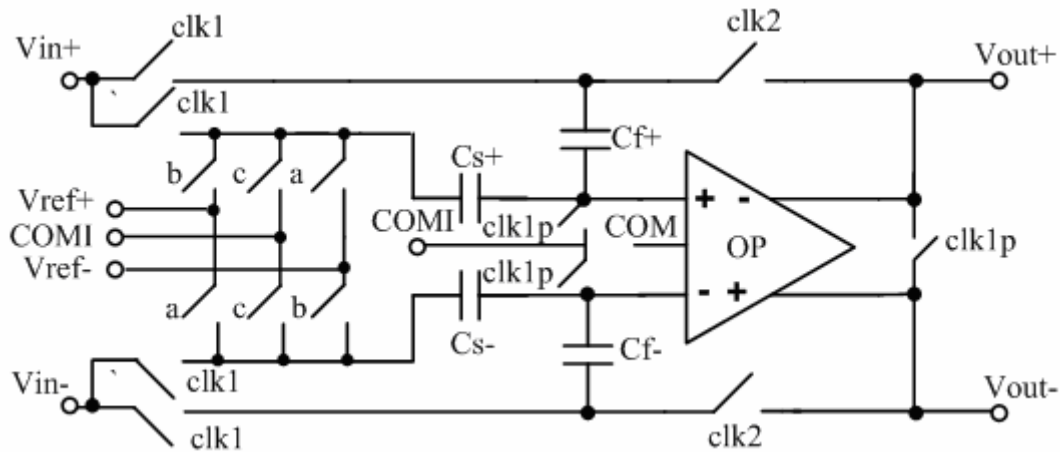 clk1
clk2
Vin+
Vout+
clk1
Cf+
Cs+
b
c
a
Vref+
COMI
COMI
clk1p
COM
+ -
OP
clk1p
Vref-
clk1p
a
c
b
- +
Cs-
Cf-
Vin-
clk1
Vout-
clk1
clk2